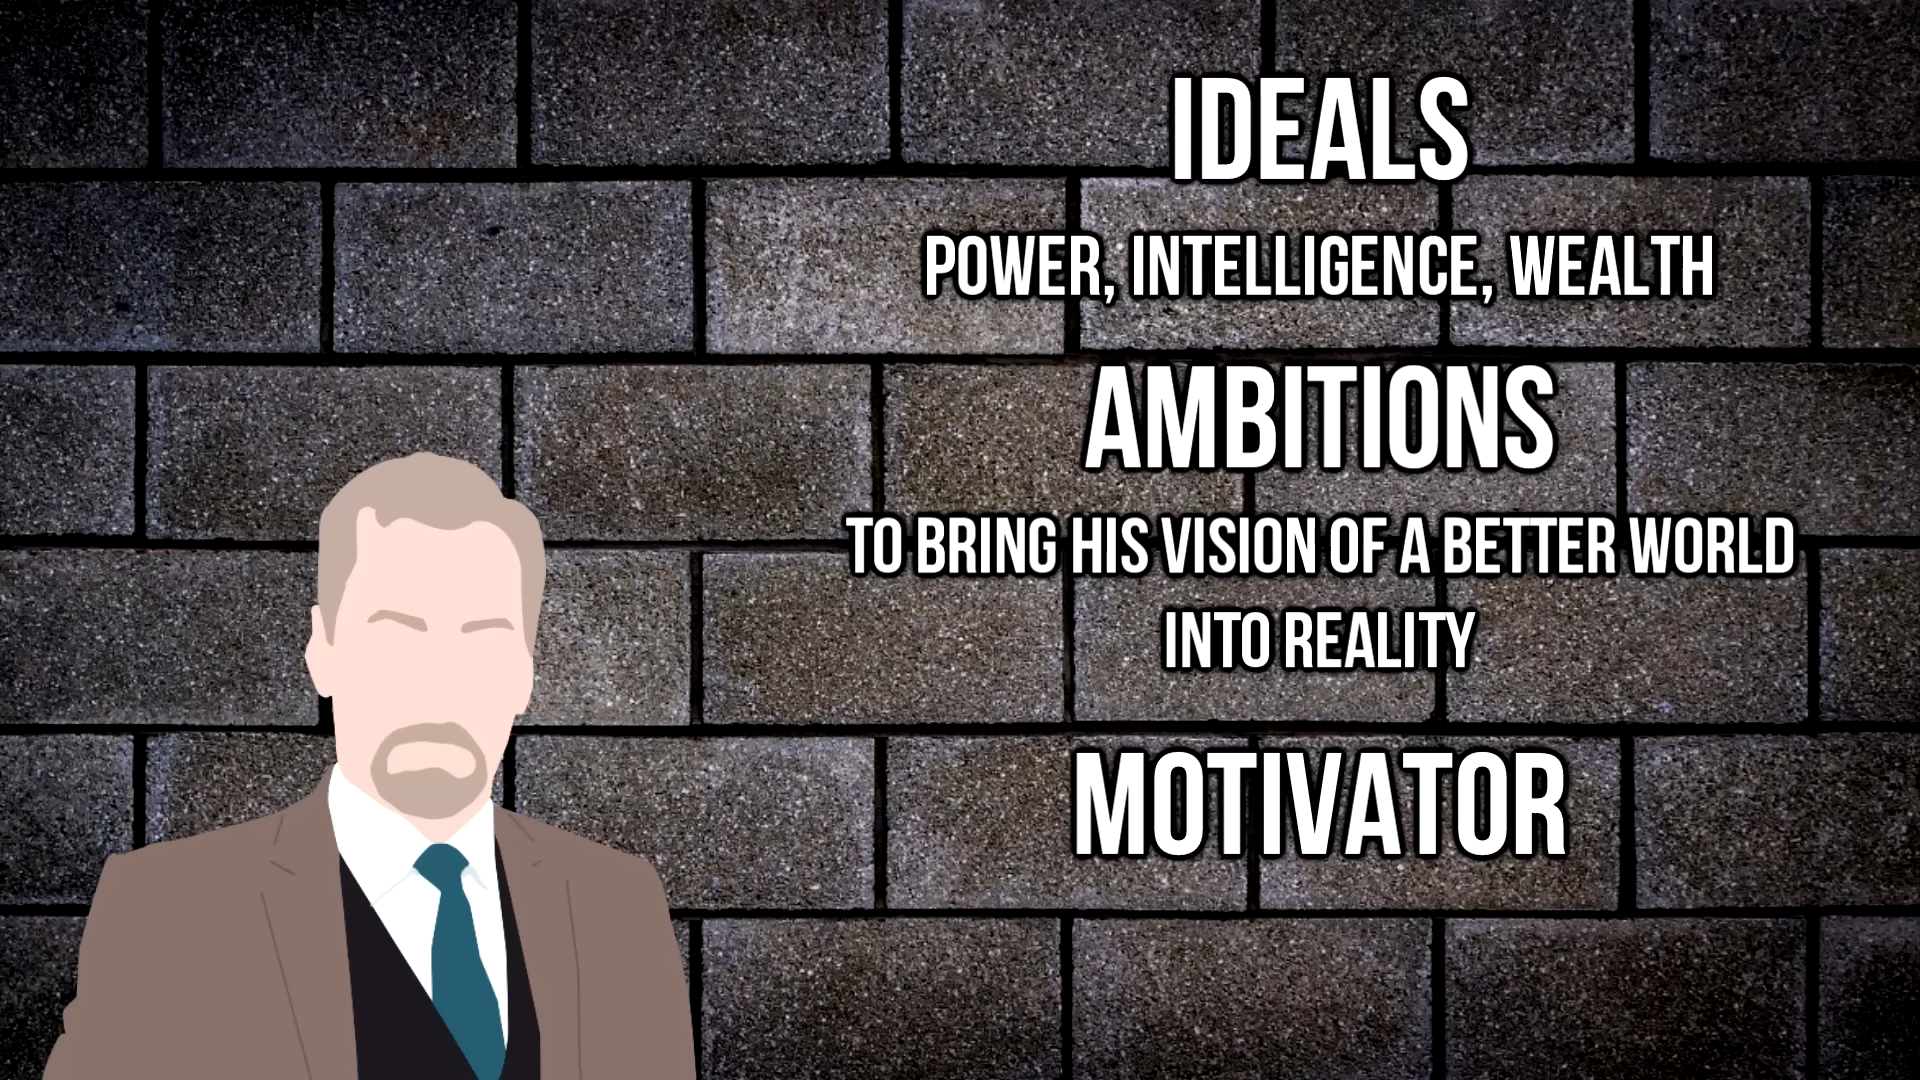 IDEALS
POWER, INTELLIGENCE, WEALTH
AMBITIONS
TO BRING HIS VISION OF A BETTER WORLD
INTO REALITY
MOTIVATOR